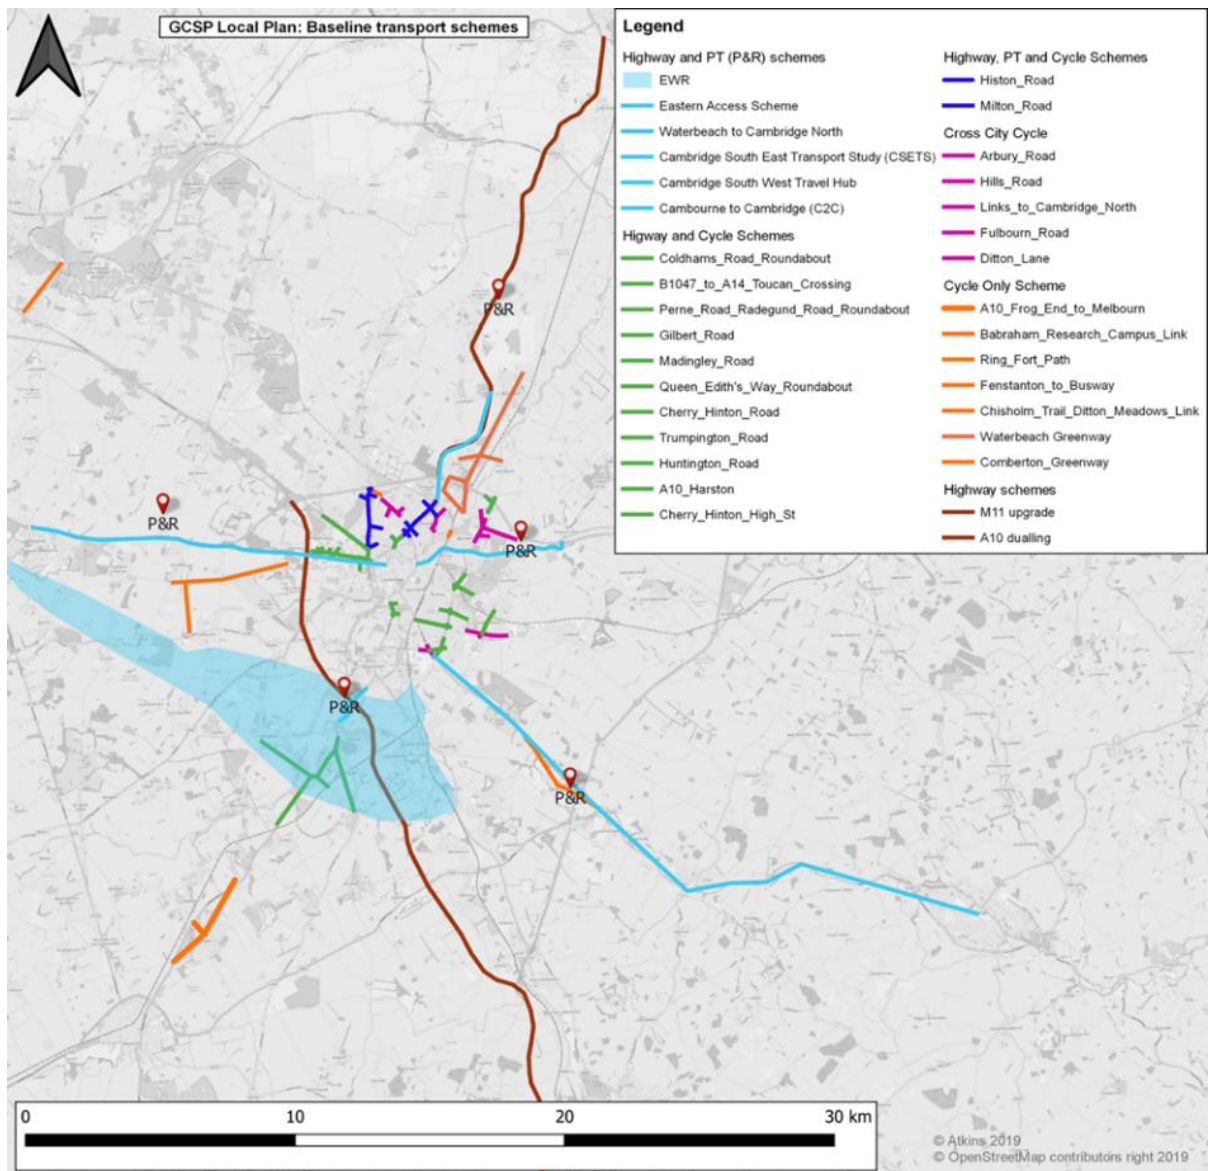 GCSP Local Plan: Baseline transport schemes
Legend
Highway and PT (P&R) schemes
EWR
Eastern Access Scheme
Waterbeach to Cambridge North
Cambridge South East Transport Study (CSETS)
Cambridge South West Travel Hub
Cambourne to Cambridge (C2C)
Higway and Cycle Schemes
Coldhams_Road_Roundabout
B1047_to_A14_Toucan_Crossing
Perne_Road_Radegund_Road_Roundabout
Gilbert_Road
Madingley_Road
Queen_Edith's_Way_Roundabout
Cherry_Hinton_Road
Trumpington_Road
Huntington_Road
A10_Harston
Cherry_Hinton_High_St
Highway, PT and Cycle Schemes
Histon_Road
Milton_Road
Cross City Cycle
Arbury_Road
Hills_Road
Links_to_Cambridge_North
Fulbourn_Road
Ditton_Lane
Cycle Only Scheme
A10_Frog_End_to_Melbourn
Babraham_Research_Campus_Link
Ring_Fort_Path
Fenstanton_to_Busway
Chisholm_Trail_Ditton_Meadows_Link
Waterbeach Greenway
Comberton_Greenway
Highway schemes
M11 upgrade
A10 dualling
P&R
P&R
P&R
P&R
P&R
0 10 20 30 km
© Atkins 2019
© OpenStreetMap contributors right 2019